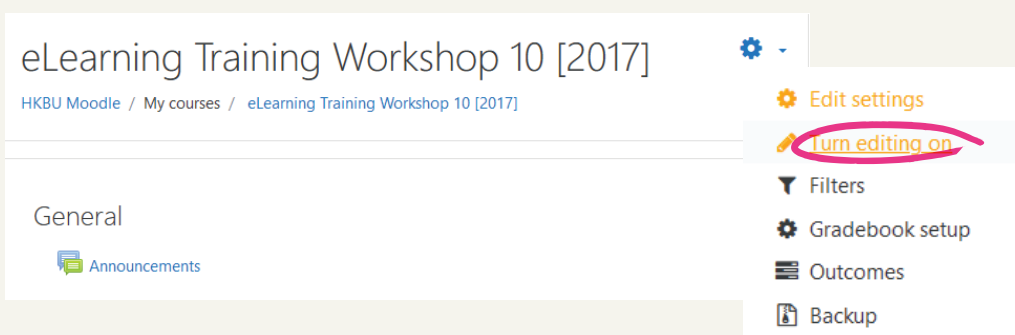 eLearning Training Workshop 10 [2017]
HKBU Moodle / My courses / eLearning Training Workshop 10 [2017]
General
Announcements
Edit settings
Turn editing on
Filters
Gradebook setup
Outcomes
Backup